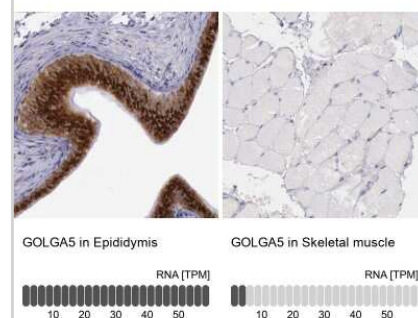 GOLGA5 in Epididymis
GOLGA5 in Skeletal muscle
RNA [TPM]
RNA [TPM]
10 20 30 40 50
10 20 30 40 50